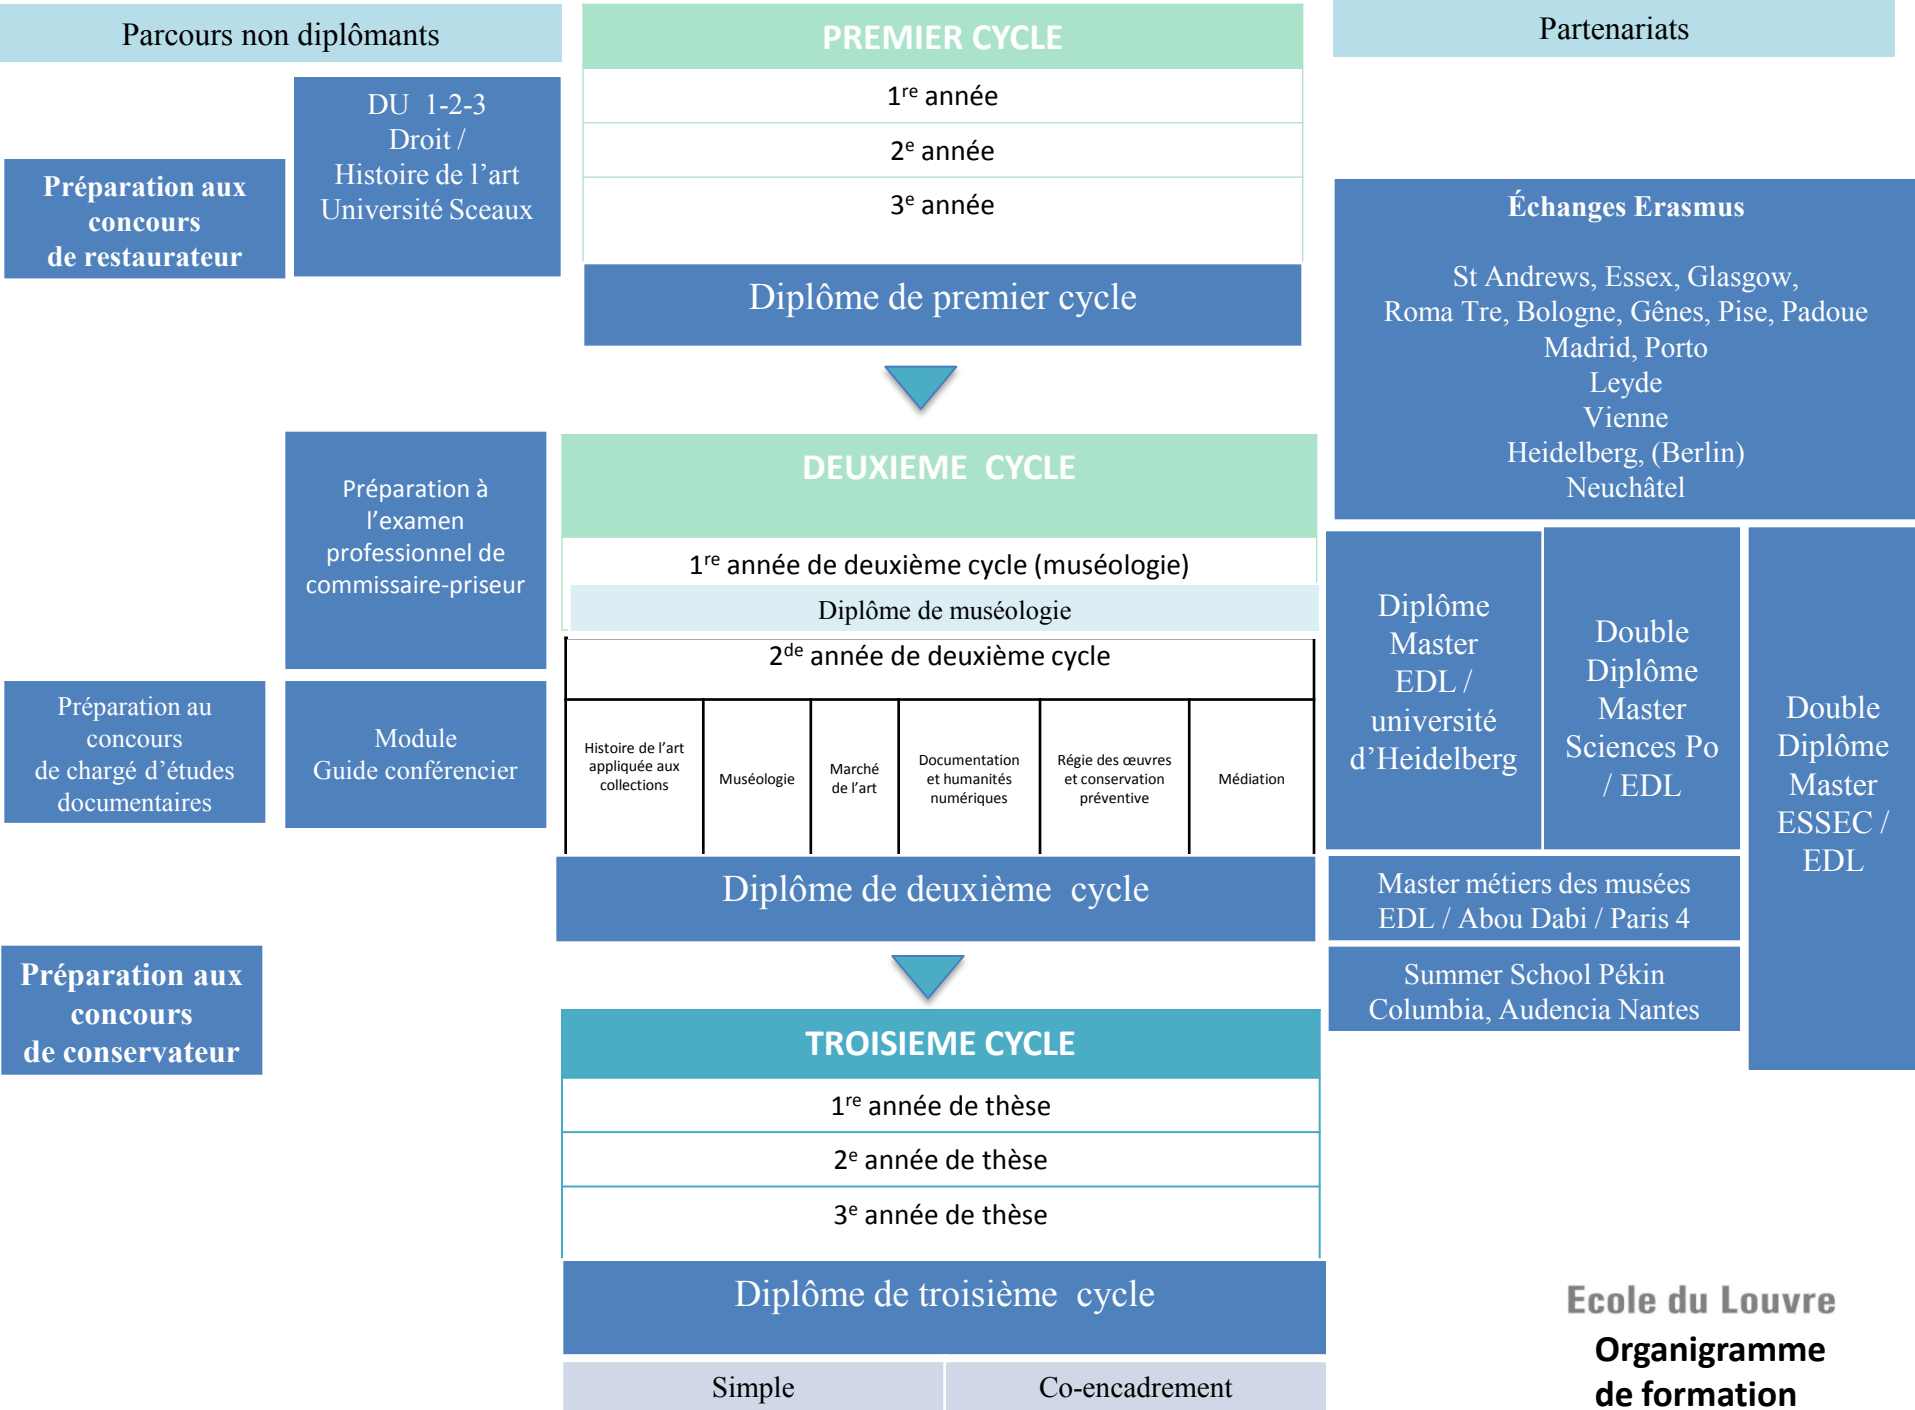 Parcours non diplômants
DU 1-2-3
Droit /
Histoire de l’art
Université Sceaux
Préparation aux
concours
de restaurateur
PREMIER CYCLE
1re année
2e année
3e année
Diplôme de premier cycle
Partenariats
Échanges Erasmus
St Andrews, Essex, Glasgow,
Roma Tre, Bologne, Gênes, Pise, Padoue
Madrid, Porto
Leyde
Vienne
Heidelberg, (Berlin)
Neuchâtel
Préparation à
l’examen
professionnel de
commissaire-priseur
Préparation au
concours
de chargé d’études
documentaires
Module
Guide conférencier
DEUXIEME CYCLE
1re année de deuxième cycle (muséologie)
Diplôme de muséologie
2de année de deuxième cycle
Histoire de l’art
appliquée aux
collections
Muséologie
Marché
de l’art
Documentation
et humanités
numériques
Régie des œuvres
et conservation
préventive
Médiation
Diplôme de deuxième cycle
Diplôme
Master
EDL /
université
d’Heidelberg
Double
Diplôme
Master
Sciences Po
/ EDL
Double
Diplôme
Master
ESSEC /
EDL
Master métiers des musées
EDL / Abou Dabi / Paris 4
Summer School Pékin
Columbia, Audencia Nantes
Préparation aux
concours
de conservateur
TROISIEME CYCLE
1re année de thèse
2e année de thèse
3e année de thèse
Diplôme de troisième cycle
Simple
Co-encadrement
Ecole du Louvre
Organigramme
de formation